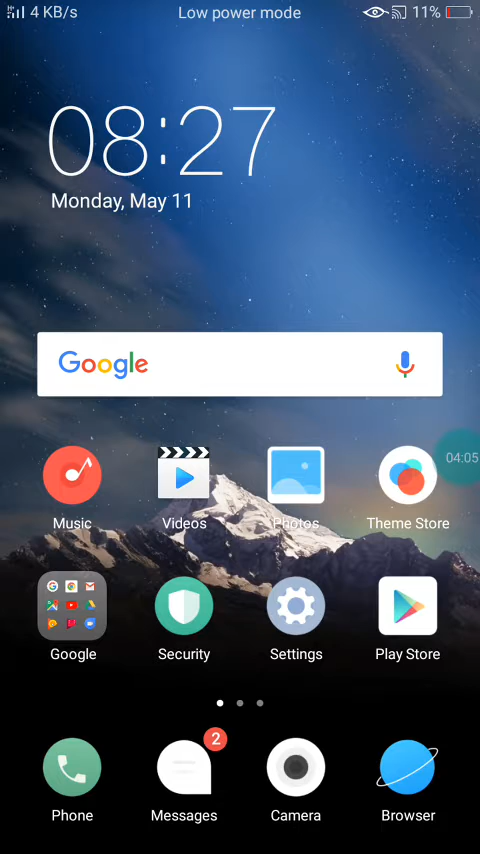 4 KB/s Low power mode 11%
08:27
Monday, May 11
Google
04:05
Music Videos Photos Theme Store
Google Security Settings Play Store
2
Phone Messages Camera Browser